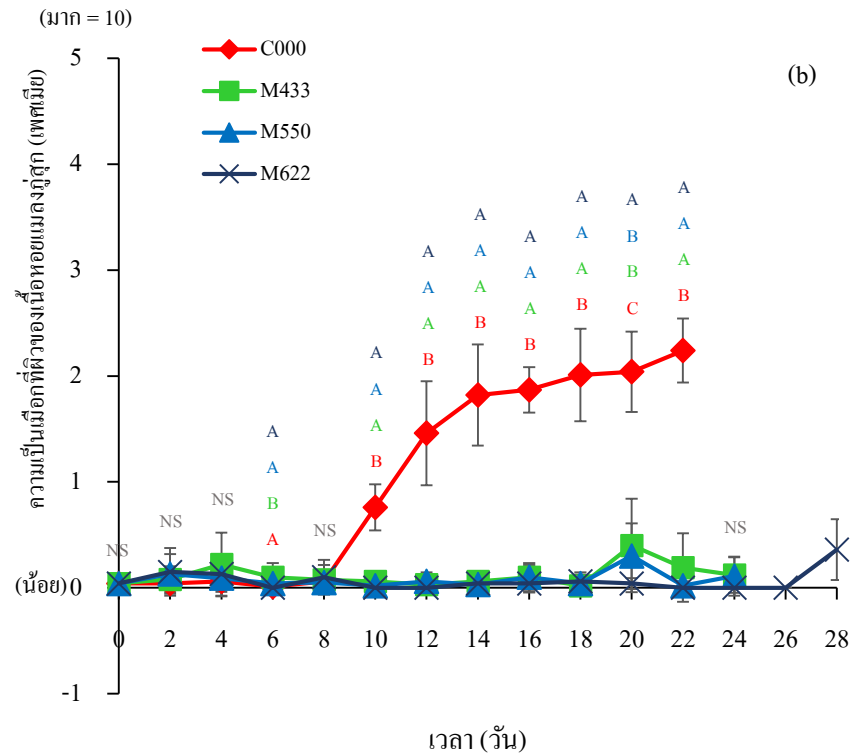 (มาก = 10)
5
C000
(b)
M433
M550
4
M622
A
A
A
A
A
A
A
A
A
B
A
A
A
A
A
A
A
B
A
3
A
A
B
C
B
B
B
B
A
2
A
A
A
A
B
B
NS
NS
A
NS
NS
NS
1
(น้อย) 0
0 2 4 6 8 10 12 14 16 18 20 22 24 26 28
-1
ความเป็นเมือกที่ผิวของเนื้อหอยแมลงภู่สุก (เพศเมีย)
เวลา (วัน)